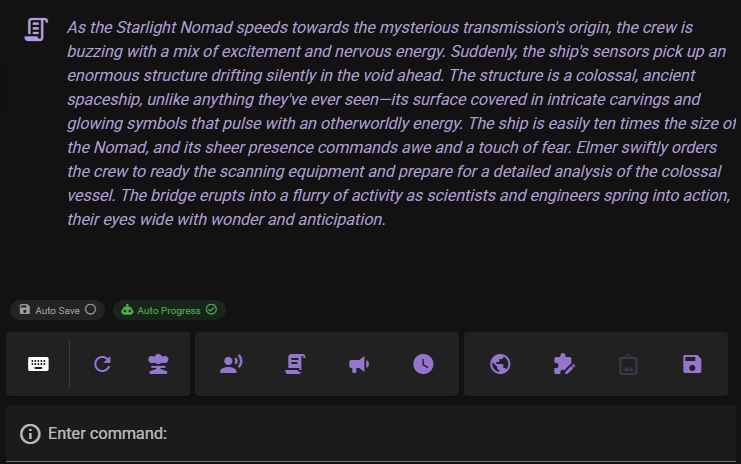 As the Starlight Nomad speeds towards the mysterious transmission's origin, the crew is
buzzing with a mix of excitement and nervous energy. Suddenly, the ship's sensors pick up an
enormous structure drifting silently in the void ahead. The structure is a colossal, ancient
spaceship, unlike anything they've ever seen—its surface covered in intricate carvings and
glowing symbols that pulse with an otherworldly energy. The ship is easily ten times the size of
the Nomad, and its sheer presence commands awe and a touch of fear. Elmer swiftly orders
the crew to ready the scanning equipment and prepare for a detailed analysis of the colossal
vessel. The bridge erupts into a flurry of activity as scientists and engineers spring into action,
their eyes wide with wonder and anticipation.
Auto Save Auto Progress
Enter command: